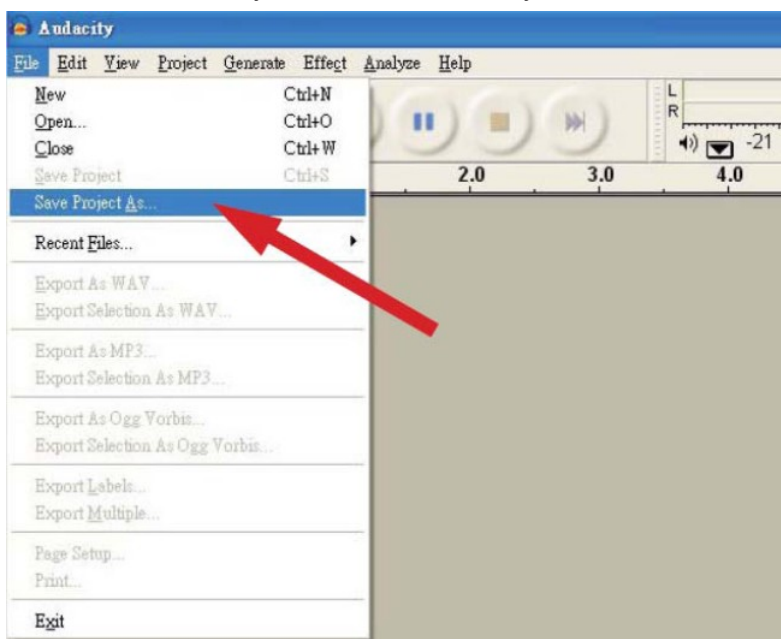 Audacity
File Edit View Project Generate Effect Analyze Help
New Ctrl+N
Open... Ctrl+O
Close Ctrl+W
Save Project Ctrl+S
Save Project As...
Recent Files...
Export As WAV...
Export Selection As WAV...
Export As MP3...
Export Selection As MP3...
Export As Ogg Vorbis...
Export Selection As Ogg Vorbis...
Export Labels...
Export Multiple...
Page Setup...
Print...
Exit
L
R
-21
2.0 3.0 4.0